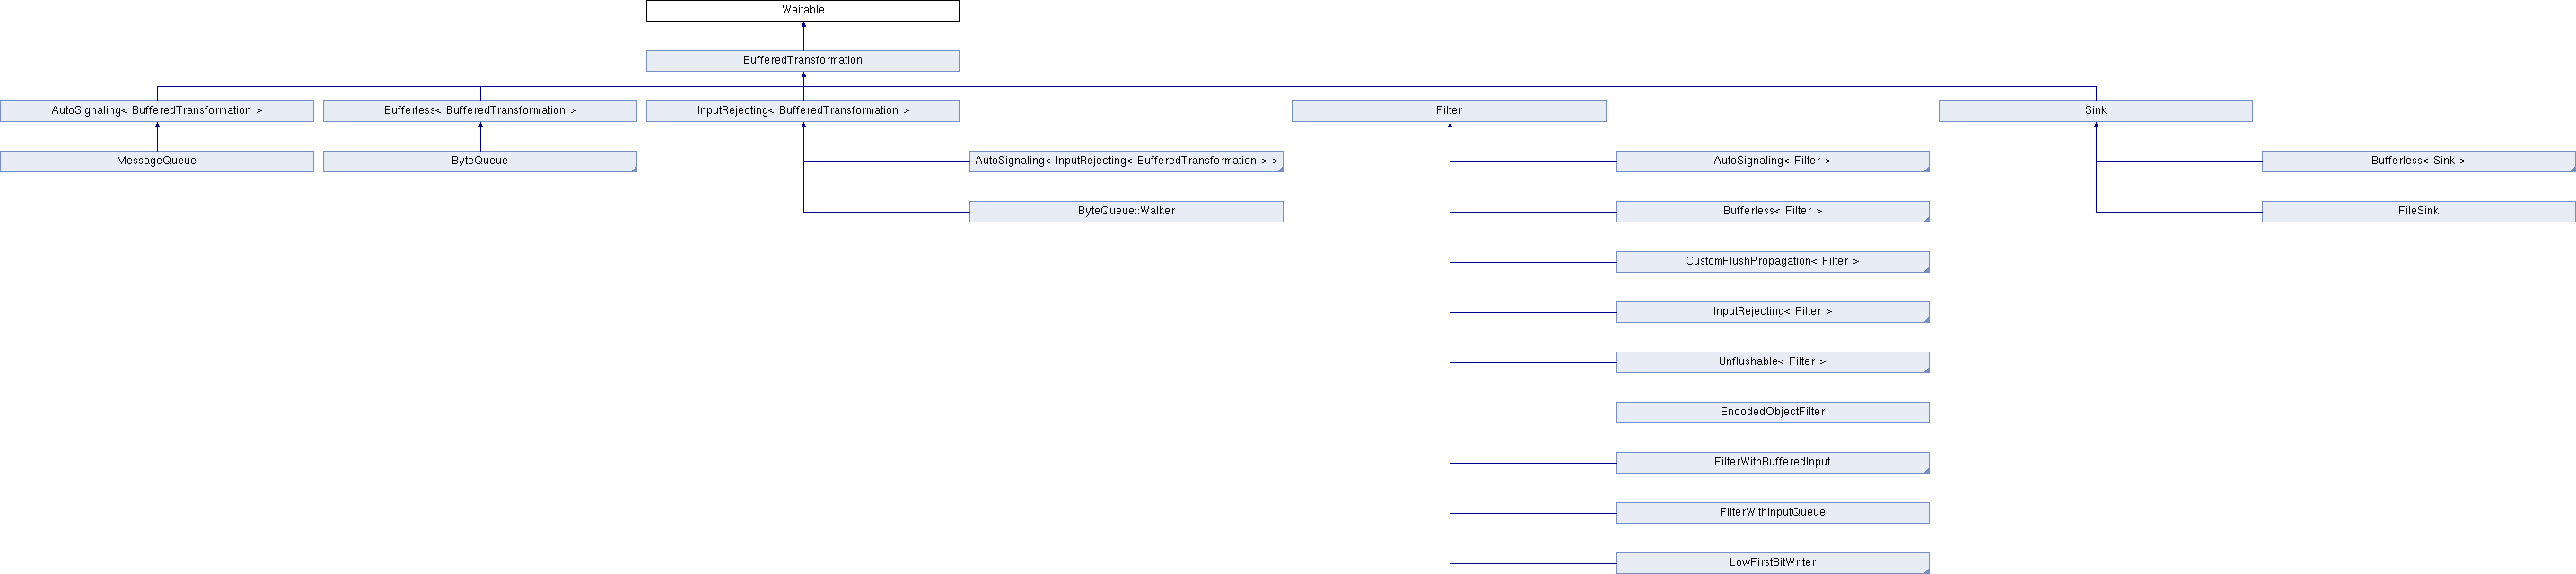 Waitable
BufferedTransformation
AutoSignaling< BufferedTransformation >
Bufferless< BufferedTransformation >
InputRejecting< BufferedTransformation >
Filter
Sink
MessageQueue
ByteQueue
AutoSignaling< InputRejecting< BufferedTransformation > >
AutoSignaling< Filter >
Bufferless< Sink >
ByteQueue::Walker
Bufferless< Filter >
FileSink
CustomFlushPropagation< Filter >
InputRejecting< Filter >
Unflushable< Filter >
EncodedObjectFilter
FilterWithBufferedInput
FilterWithInputQueue
LowFirstBitWriter